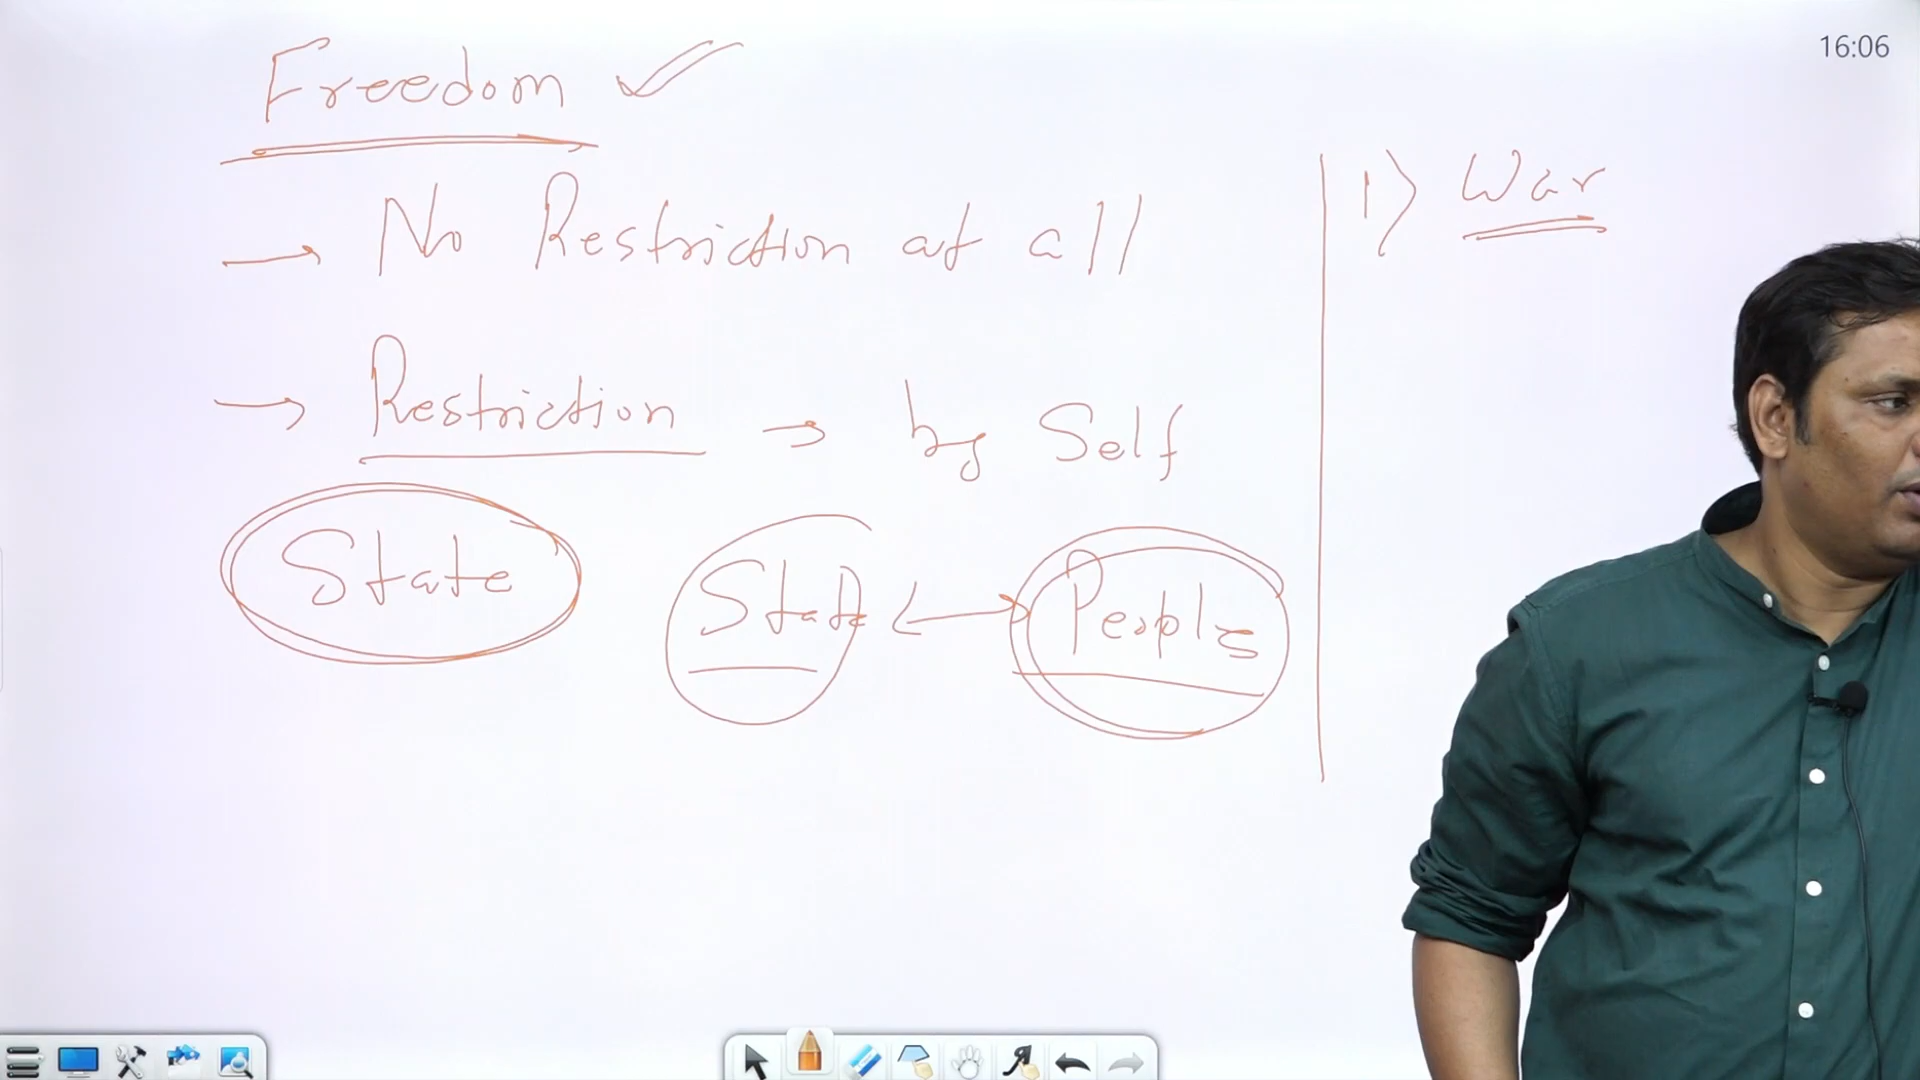 Freedom
→ No Restriction at all
→ Restriction → by Self
State
State ↔ People
1) War
16:06